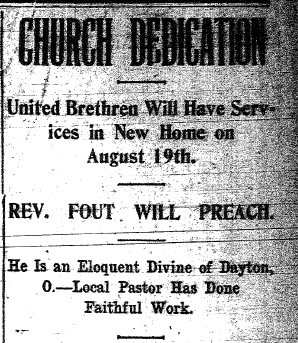 CHURCH DEDICATION
United Brethren Will Have Serv-
ices in New Home on
August 19th.
REV. FOUT WILL PREACH.
He Is an Eloquent Divine of Dayton,
O.—Local Pastor Has Done
Faithful Work.